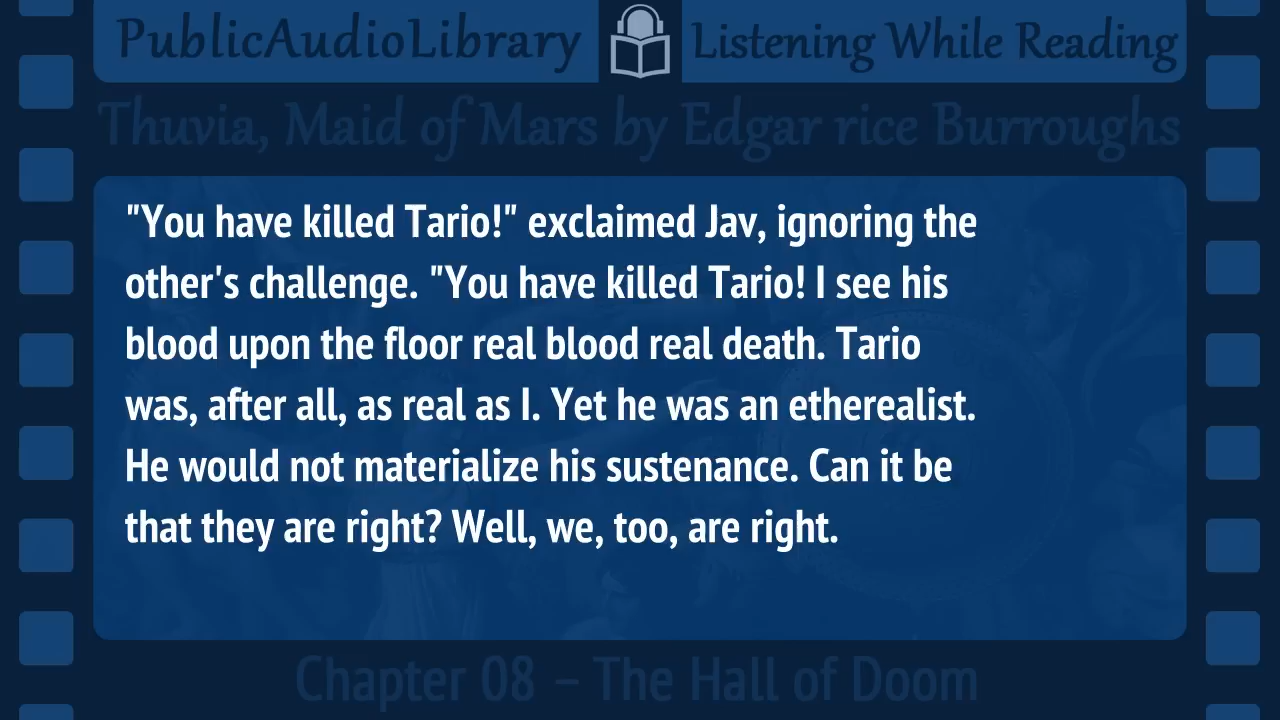 PublicAudioLibrary
Listening While Reading
Thuvia, Maid of Mars by Edgar rice Burroughs
"You have killed Tario!" exclaimed Jav, ignoring the
other's challenge. "You have killed Tario! I see his
blood upon the floor real blood real death. Tario
was, after all, as real as I. Yet he was an etherealist.
He would not materialize his sustenance. Can it be
that they are right? Well, we, too, are right.
Chapter 08 – The Hall of Doom